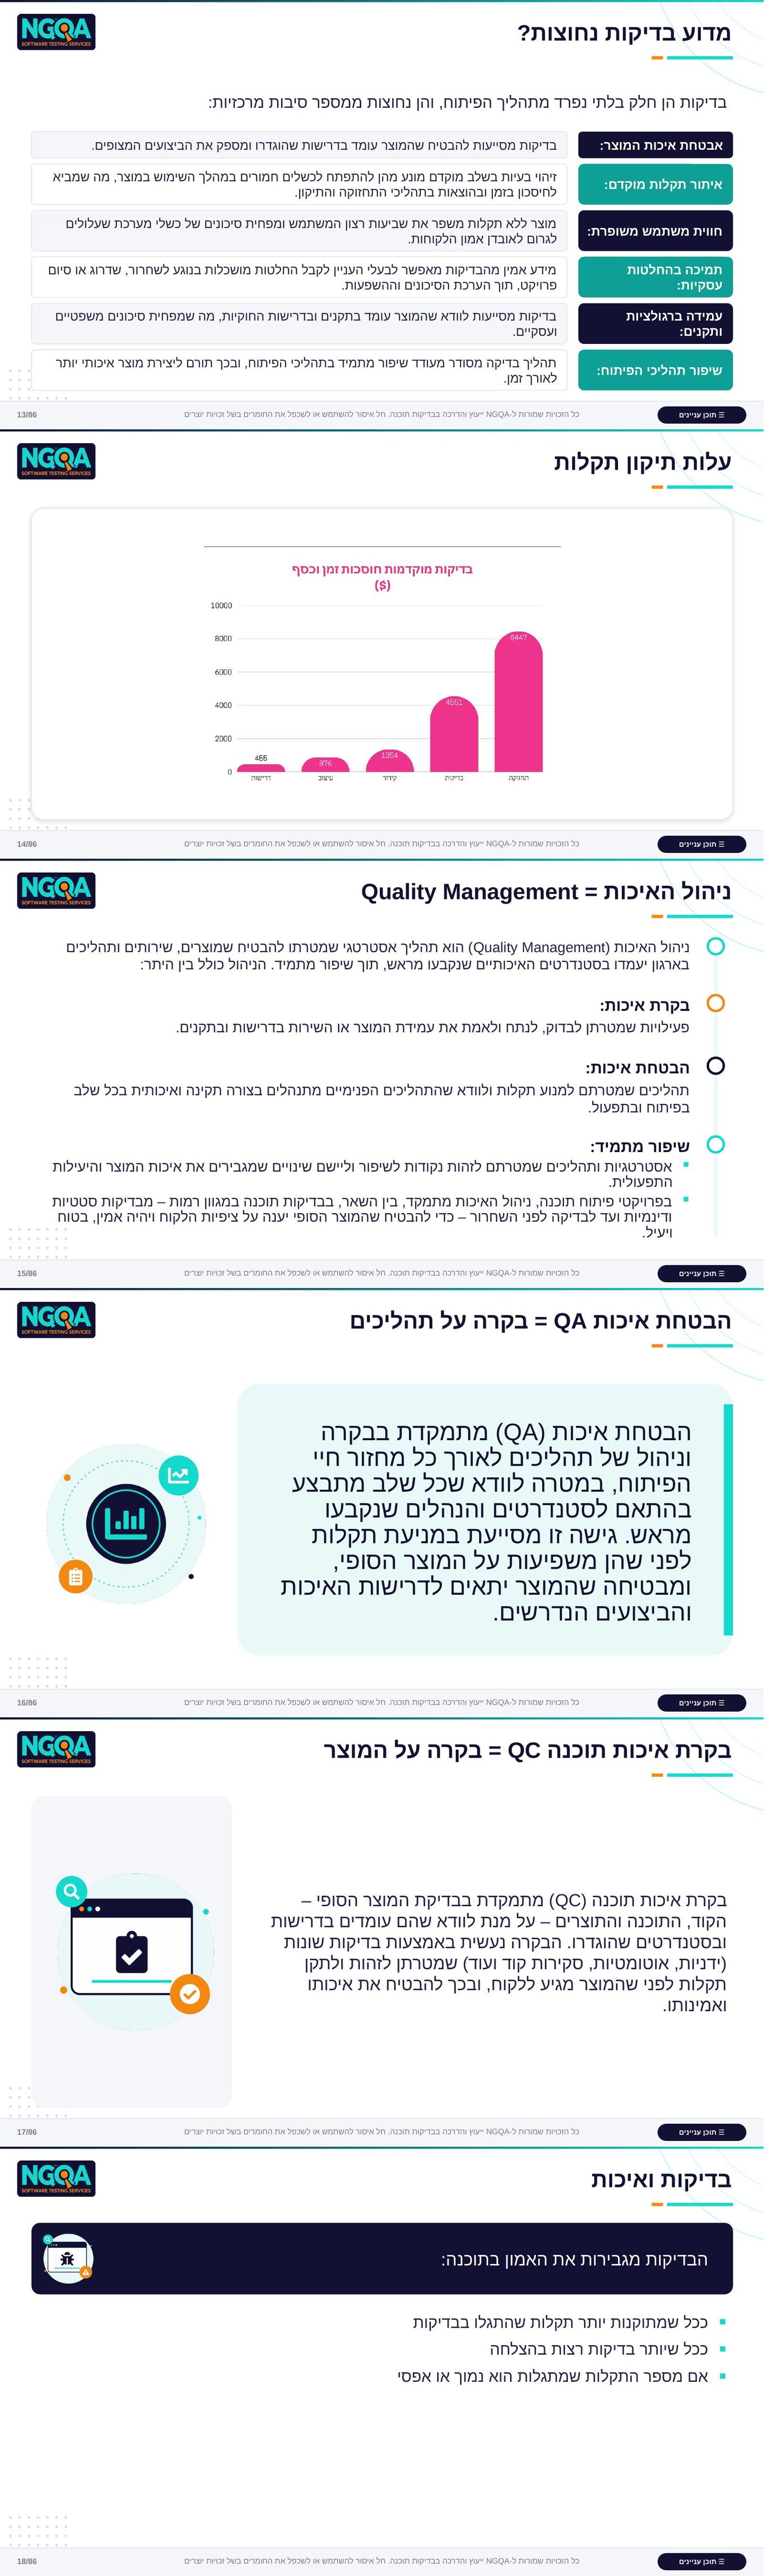 NGQA
SOFTWARE TESTING SERVICES
מדוע בדיקות נחוצות?
בדיקות הן חלק בלתי נפרד מתהליך הפיתוח, והן נחוצות ממספר סיבות מרכזיות:
אבטחת איכות המוצר:
בדיקות מסייעות להבטיח שהמוצר עומד בדרישות שהוגדרו ומספק את הביצועים המצופים.
איתור תקלות מוקדם:
זיהוי בעיות בשלב מוקדם מונע מהן להתפתח לכשלים חמורים במהלך השימוש במוצר, מה שמביא
לחיסכון בזמן ובהוצאות בתהליכי התחזוקה והתיקון.
חווית משתמש משופרת:
מוצר ללא תקלות משפר את שביעות רצון המשתמש ומפחית סיכונים של כשלי מערכת שעלולים
לגרום לאובדן אמון הלקוחות.
תמיכה בהחלטות
עסקיות:
מידע אמין מהבדיקות מאפשר לבעלי העניין לקבל החלטות מושכלות בנוגע לשחרור, שדרוג או סיום
פרויקט, תוך הערכת הסיכונים וההשפעות.
עמידה ברגולציות
ותקנים:
בדיקות מסייעות לוודא שהמוצר עומד בתקנים ובדרישות החוקיות, מה שמפחית סיכונים משפטיים
ועסקיים.
שיפור תהליכי הפיתוח:
תהליך בדיקה מסודר מעודד שיפור מתמיד בתהליכי הפיתוח, ובכך תורם ליצירת מוצר איכותי יותר
לאורך זמן.
☰ תוכן עניינים
כל הזכויות שמורות ל-NGQA ייעוץ והדרכה בבדיקות תוכנה. חל איסור להשתמש או לשכפל את החומרים בשל זכויות יוצרים
13/86
NGQA
SOFTWARE TESTING SERVICES
עלות תיקון תקלות
בדיקות מוקדמות חוסכות זמן וכסף
($)
10000
8000
6000
4000
2000
0
455
876
1354
4551
8447
דרישות
עיצוב
קידוד
בדיקות
תחזוקה
☰ תוכן עניינים
כל הזכויות שמורות ל-NGQA ייעוץ והדרכה בבדיקות תוכנה. חל איסור להשתמש או לשכפל את החומרים בשל זכויות יוצרים
14/86
NGQA
SOFTWARE TESTING SERVICES
ניהול האיכות = Quality Management
ניהול האיכות (Quality Management) הוא תהליך אסטרטגי שמטרתו להבטיח שמוצרים, שירותים ותהליכים
בארגון יעמדו בסטנדרטים האיכותיים שנקבעו מראש, תוך שיפור מתמיד. הניהול כולל בין היתר:
בקרת איכות:
פעילויות שמטרתן לבדוק, לנתח ולאמת את עמידת המוצר או השירות בדרישות ובתקנים.
הבטחת איכות:
תהליכים שמטרתם למנוע תקלות ולוודא שהתהליכים הפנימיים מתנהלים בצורה תקינה ואיכותית בכל שלב
בפיתוח ובתפעול.
שיפור מתמיד:
אסטרטגיות ותהליכים שמטרתם לזהות נקודות לשיפור וליישם שינויים שמגבירים את איכות המוצר והיעילות
התפעולית.
בפרויקטי פיתוח תוכנה, ניהול האיכות מתמקד, בין השאר, בבדיקות תוכנה במגוון רמות – מבדיקות סטטיות
ודינמיות ועד לבדיקה לפני השחרור – כדי להבטיח שהמוצר הסופי יענה על ציפיות הלקוח ויהיה אמין, בטוח
ויעיל.
☰ תוכן עניינים
כל הזכויות שמורות ל-NGQA ייעוץ והדרכה בבדיקות תוכנה. חל איסור להשתמש או לשכפל את החומרים בשל זכויות יוצרים
15/86
NGQA
SOFTWARE TESTING SERVICES
הבטחת איכות QA = בקרה על תהליכים
הבטחת איכות (QA) מתמקדת בבקרה
וניהול של תהליכים לאורך כל מחזור חיי
הפיתוח, במטרה לוודא שכל שלב מתבצע
בהתאם לסטנדרטים והנהלים שנקבעו
מראש. גישה זו מסייעת במניעת תקלות
לפני שהן משפיעות על המוצר הסופי,
ומבטיחה שהמוצר יתאים לדרישות האיכות
והביצועים הנדרשים.
☰ תוכן עניינים
כל הזכויות שמורות ל-NGQA ייעוץ והדרכה בבדיקות תוכנה. חל איסור להשתמש או לשכפל את החומרים בשל זכויות יוצרים
16/86
NGQA
SOFTWARE TESTING SERVICES
בקרת איכות תוכנה QC = בקרה על המוצר
בקרת איכות תוכנה (QC) מתמקדת בבדיקת המוצר הסופי –
הקוד, התוכנה והתוצרים – על מנת לוודא שהם עומדים בדרישות
ובסטנדרטים שהוגדרו. הבקרה נעשית באמצעות בדיקות שונות
(ידניות, אוטומטיות, סקירות קוד ועוד) שמטרתן לזהות ולתקן
תקלות לפני שהמוצר מגיע ללקוח, ובכך להבטיח את איכותו
ואמינותו.
☰ תוכן עניינים
כל הזכויות שמורות ל-NGQA ייעוץ והדרכה בבדיקות תוכנה. חל איסור להשתמש או לשכפל את החומרים בשל זכויות יוצרים
17/86
NGQA
SOFTWARE TESTING SERVICES
בדיקות ואיכות
הבדיקות מגבירות את האמון בתוכנה:
ככל שמתוקנות יותר תקלות שהתגלו בבדיקות
ככל שיותר בדיקות רצות בהצלחה
אם מספר התקלות שמתגלות הוא נמוך או אפסי
☰ תוכן עניינים
כל הזכויות שמורות ל-NGQA ייעוץ והדרכה בבדיקות תוכנה. חל איסור להשתמש או לשכפל את החומרים בשל זכויות יוצרים
18/86